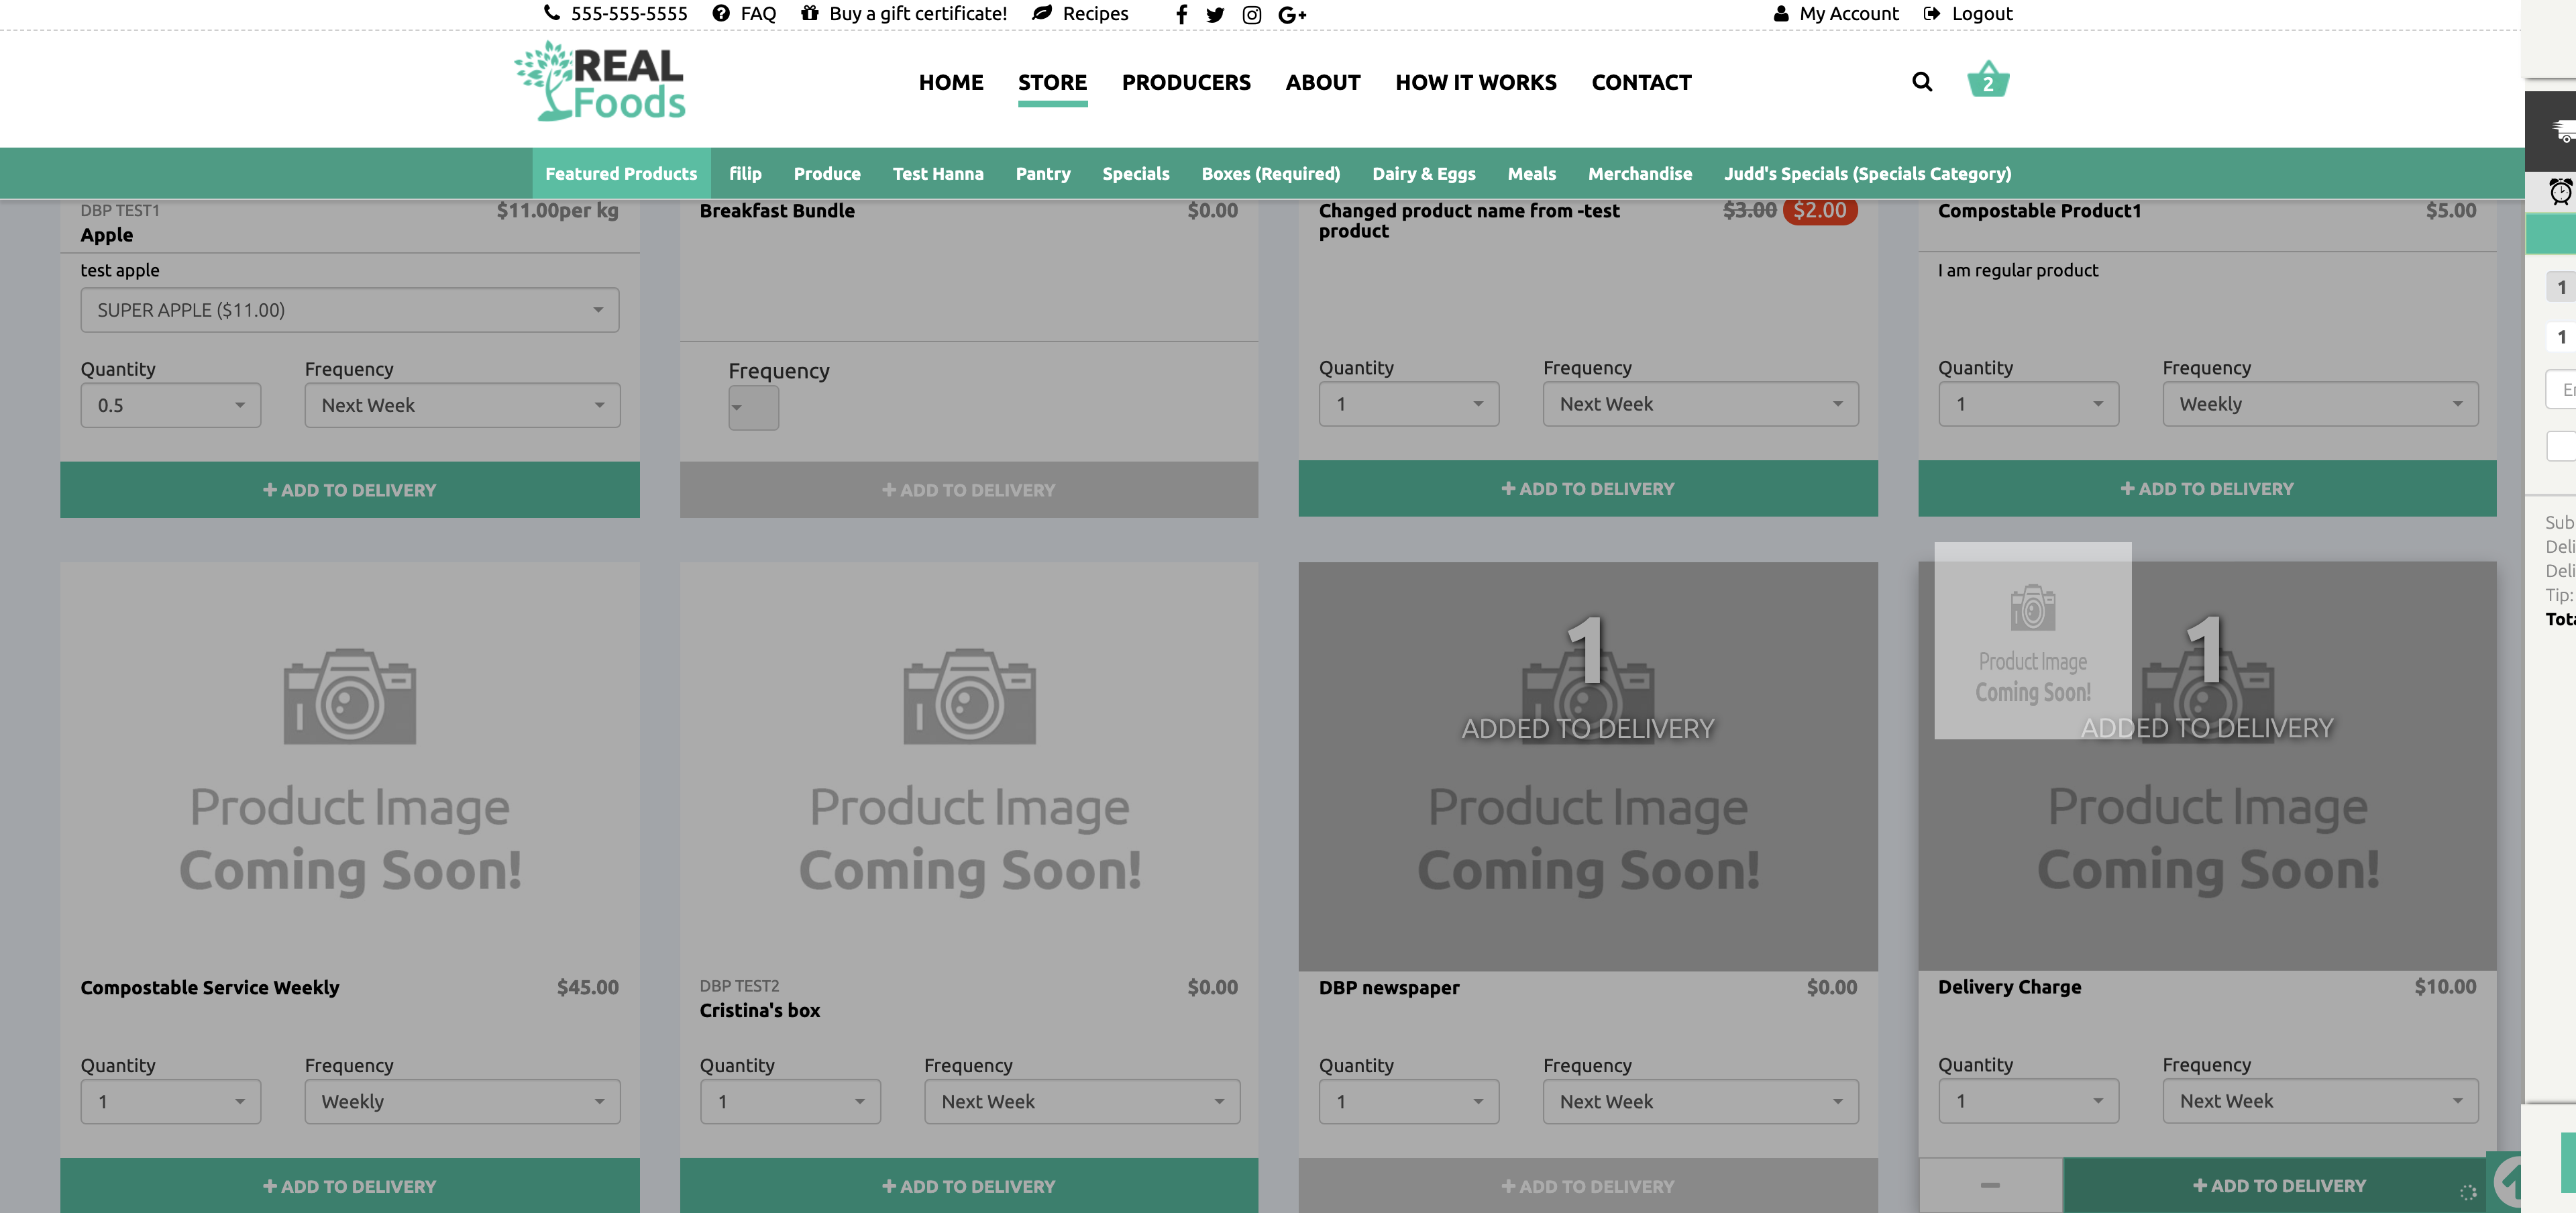 555-555-5555 FAQ Buy a gift certificate! Recipes My Account Logout
REAL
Foods
HOME STORE PRODUCERS ABOUT HOW IT WORKS CONTACT 2
Featured Products filip Produce Test Hanna Pantry Specials Boxes (Required) Dairy & Eggs Meals Merchandise Judd's Specials (Specials Category)
DBP TEST1 $11.00per kg
Apple
test apple
SUPER APPLE ($11.00)
Quantity Frequency
0.5 Next Week
+ ADD TO DELIVERY
Breakfast Bundle $0.00
Frequency
+ ADD TO DELIVERY
Changed product name from -test $3.00 $2.00
product
Quantity Frequency
1 Next Week
+ ADD TO DELIVERY
Compostable Product1 $5.00
I am regular product
Quantity Frequency
1 Weekly
+ ADD TO DELIVERY
Product Image
Coming Soon!
Compostable Service Weekly $45.00
Quantity Frequency
1 Weekly
+ ADD TO DELIVERY
Product Image
Coming Soon!
DBP TEST2 $0.00
Cristina's box
Quantity Frequency
1 Next Week
+ ADD TO DELIVERY
1
ADDED TO DELIVERY
Product Image
Coming Soon!
DBP newspaper $0.00
Quantity Frequency
1 Next Week
+ ADD TO DELIVERY
Product Image
Coming Soon!
1
ADDED TO DELIVERY
Product Image
Coming Soon!
Delivery Charge $10.00
Quantity Frequency
1 Next Week
+ ADD TO DELIVERY
1
1
Sub
Deli
Deli
Tip: